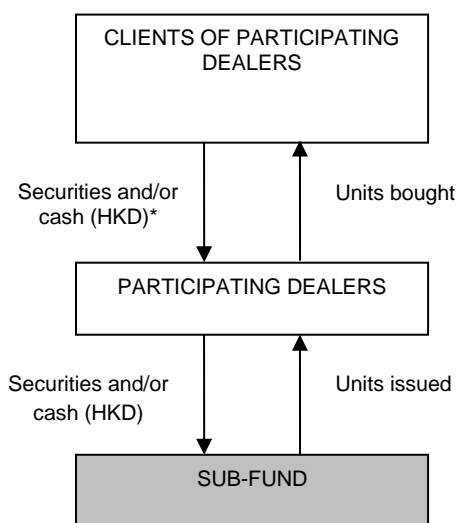 CLIENTS OF PARTICIPATING
DEALERS
Securities and/or
cash (HKD)*
Units bought
PARTICIPATING DEALERS
Securities and/or
cash (HKD)
Units issued
SUB-FUND